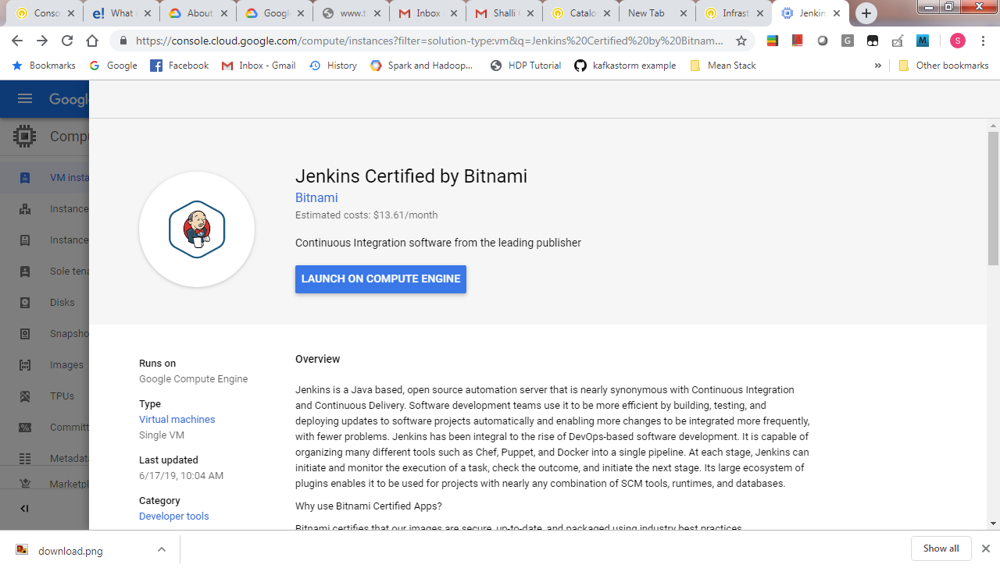 Conso
What i
About
Google
www.t
Inbox
Shalli
Catalo
New Tab
Infrast
Jenkin
https://console.cloud.google.com/compute/instances?filter=solution-type:vm&q=Jenkins%20Certified%20by%20Bitnam...
S
Bookmarks
Google
Facebook
Inbox - Gmail
History
Spark and Hadoop...
HDP Tutorial
kafkastorm example
Mean Stack
»
Other bookmarks
Googl
Compu
VM insta
Instance
Instance
Sole tena
Disks
Snapsho
Images
TPUs
Committ
Metadata
Marketpl
Jenkins Certified by Bitnami
Bitnami
Estimated costs: $13.61/month
Continuous Integration software from the leading publisher
LAUNCH ON COMPUTE ENGINE
Runs on
Google Compute Engine
Type
Virtual machines
Single VM
Last updated
6/17/19, 10:04 AM
Category
Developer tools
Overview
Jenkins is a Java based, open source automation server that is nearly synonymous with Continuous Integration
and Continuous Delivery. Software development teams use it to be more efficient by building, testing, and
deploying updates to software projects automatically and enabling more changes to be integrated more frequently,
with fewer problems. Jenkins has been integral to the rise of DevOps-based software development. It is capable of
organizing many different tools such as Chef, Puppet, and Docker into a single pipeline. At each stage, Jenkins can
initiate and monitor the execution of a task, check the outcome, and initiate the next stage. Its large ecosystem of
plugins enables it to be used for projects with nearly any combination of SCM tools, runtimes, and databases.
Why use Bitnami Certified Apps?
Bitnami certifies that our images are secure, up-to-date, and packaged using industry best practices.
download.png
Show all